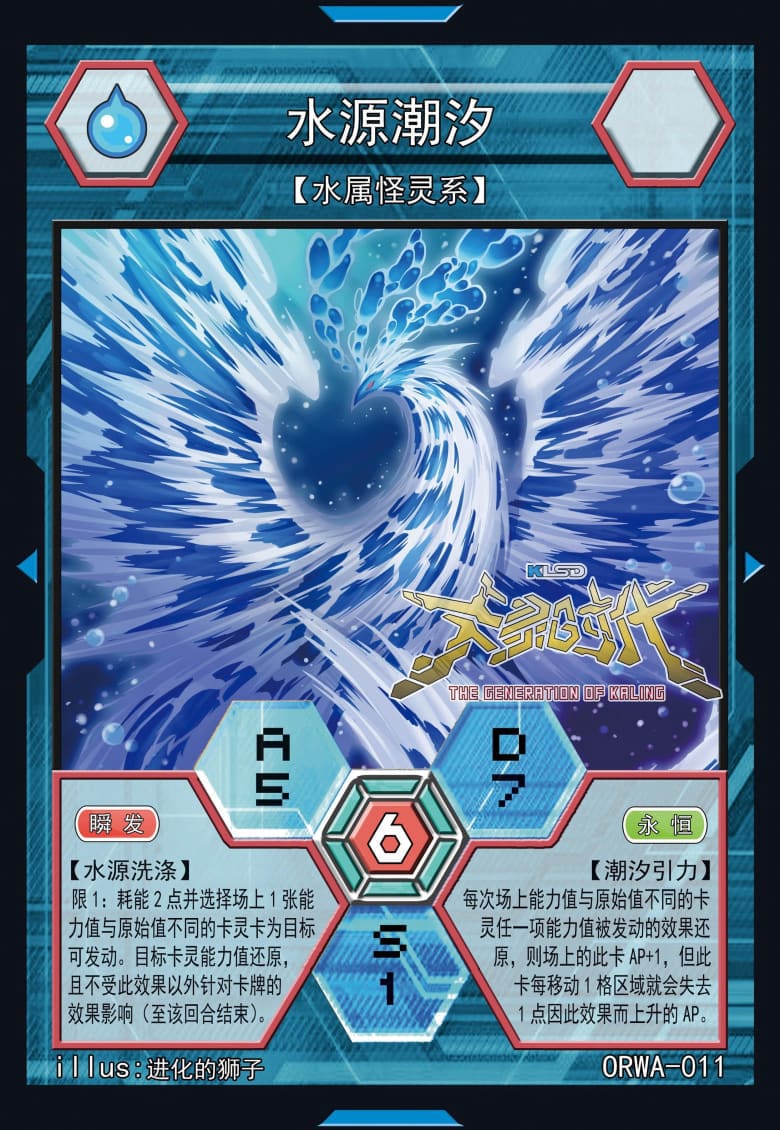 水源潮汐
【水属怪灵系】
KLSD
卡灵时代
THE GENERATION OF KALING
A
5
D
7
6
S
1
瞬发
【水源洗涤】
限1：耗能2点并选择场上1张能
力值与原始值不同的卡灵卡为目标
可发动。目标卡灵能力值还原，
且不受此效果以外针对卡牌的
效果影响（至该回合结束）。
永恒
【潮汐引力】
每次场上能力值与原始值不同的卡
灵任一项能力值被发动的效果还
原，则场上的此卡AP+1，但此
卡每移动1格区域就会失去
1点因此效果而上升的AP。
illus:进化的狮子
ORWA-011